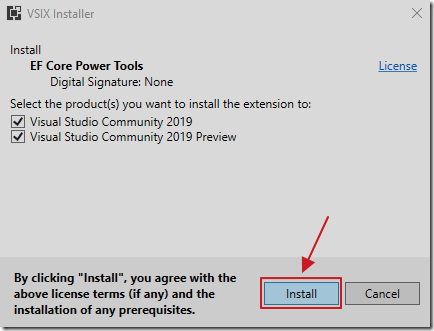 VSIX Installer
Install
EF Core Power Tools
Digital Signature: None
License
Select the product(s) you want to install the extension to:
Visual Studio Community 2019
Visual Studio Community 2019 Preview
By clicking "Install", you agree with the
above license terms (if any) and the
installation of any prerequisites.
Install
Cancel